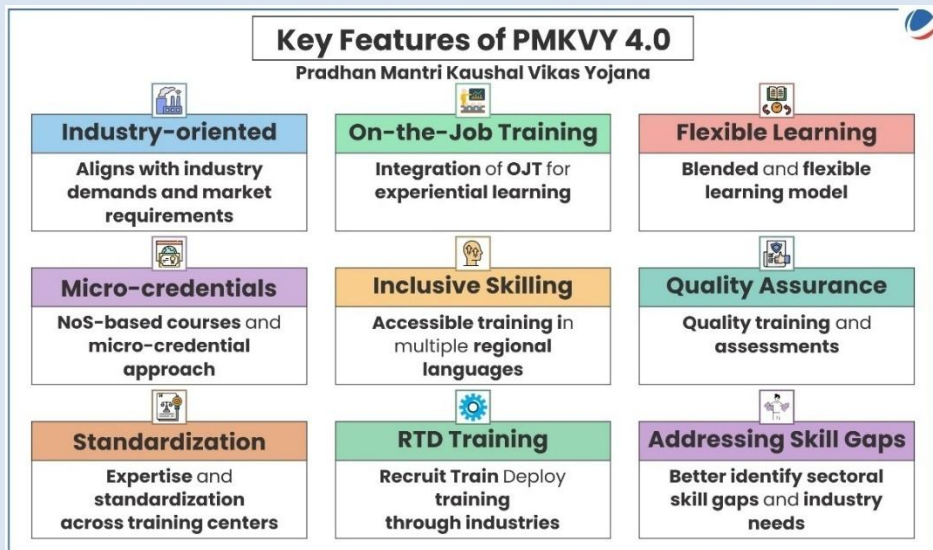 Key Features of PMKVY 4.0
Pradhan Mantri Kaushal Vikas Yojana
Industry-oriented
Aligns with industry
demands and market
requirements
On-the-Job Training
Integration of OJT for
experiential learning
Flexible Learning
Blended and flexible
learning model
Micro-credentials
NoS-based courses and
micro-credential
approach
Inclusive Skilling
Accessible training in
multiple regional
languages
Quality Assurance
Quality training and
assessments
Standardization
Expertise and
standardization
across training centers
RTD Training
Recruit Train Deploy
training
through industries
Addressing Skill Gaps
Better identify sectoral
skill gaps and industry
needs